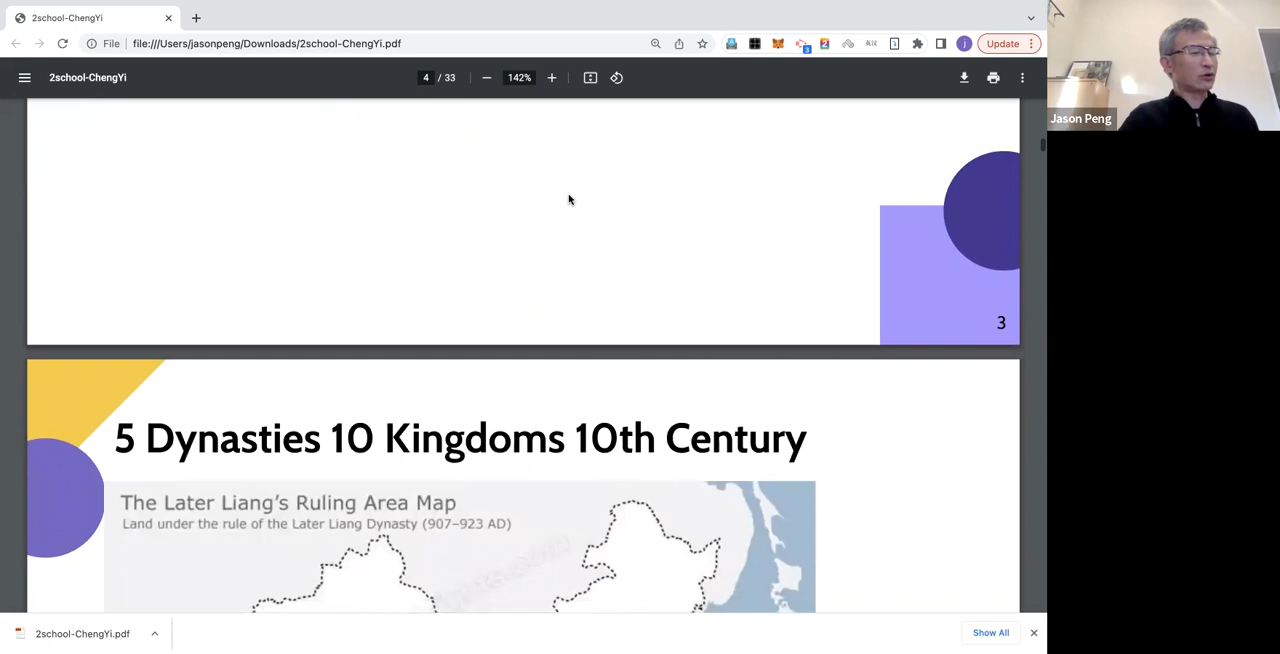 2school-ChengYi
File
file:///Users/jasonpeng/Downloads/2school-ChengYi.pdf
Update
2school-ChengYi
4 / 33
142%
Jason Peng
3
5 Dynasties 10 Kingdoms 10th Century
The Later Liang's Ruling Area Map
Land under the rule of the Later Liang Dynasty (907–923 AD)
2school-ChengYi.pdf
Show All